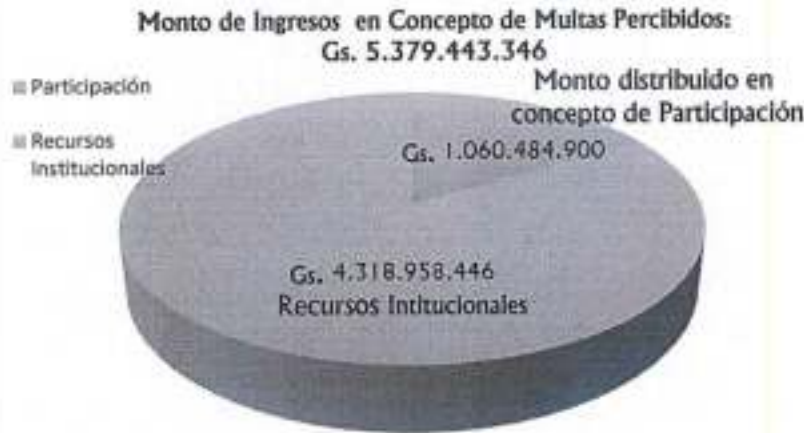 Monto de Ingresos en Concepto de Multas Percibidos:
Gs. 5.379.443.346
Participación
Recursos
Institucionales
Monto distribuido en
concepto de Participación
Gs. 1.060.484.900
Gs. 4.318.958.446
Recursos Intitucionales